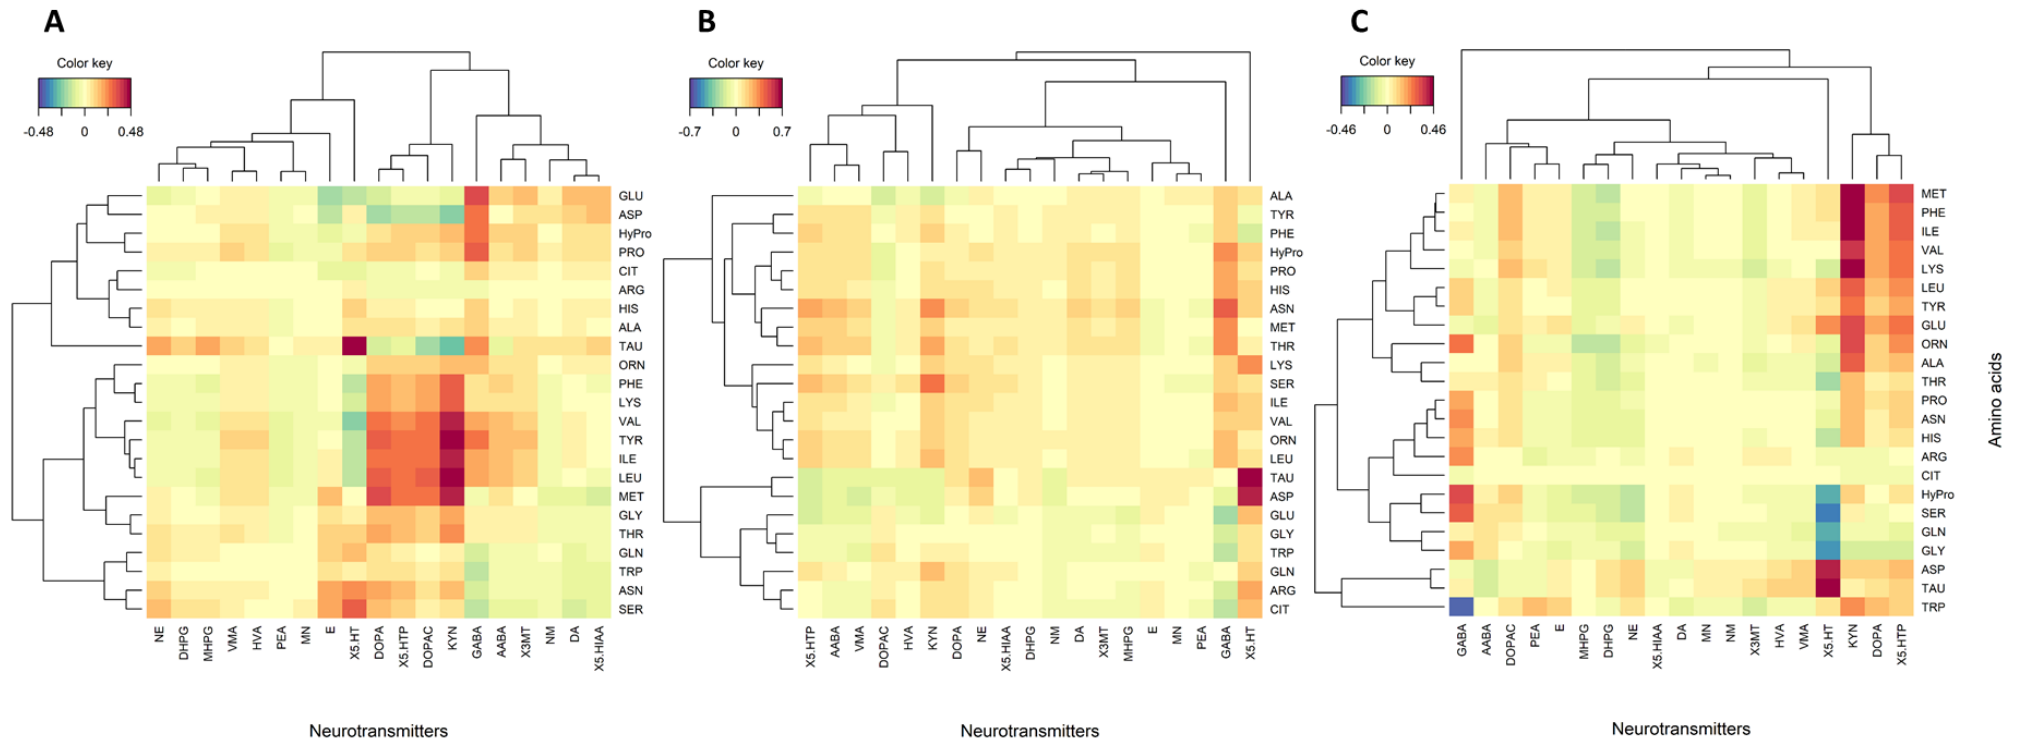 A
Color key
-0.48 0 0.48
GLU
ASP
HyPro
PRO
CIT
ARG
HIS
ALA
TAU
ORN
PHE
LYS
VAL
TYR
ILE
LEU
MET
GLY
THR
GLN
TRP
ASN
SER
NE DHPG MHPG VMA HVA PEA MN E X5.HT DOPA X5.HTP DOPAC KYN GABA AABA X3MT NM DA X5.HIAA
Neurotransmitters
B
Color key
-0.7 0 0.7
ALA
TYR
PHE
HyPro
PRO
HIS
ASN
MET
THR
LYS
SER
ILE
VAL
ORN
LEU
TAU
ASP
GLU
GLY
TRP
GLN
ARG
CIT
X5.HTP AABA VMA DOPAC HVA KYN DOPA NE X5.HIAA DHPG NM DA X3MT MHPG E MN PEA GABA X5.HT
Neurotransmitters
C
Color key
-0.46 0 0.46
MET
PHE
ILE
VAL
LYS
LEU
TYR
GLU
ORN
ALA
THR
PRO
ASN
HIS
ARG
CIT
HyPro
SER
GLN
GLY
ASP
TAU
TRP
GABA AABA DOPAC PEA E MHPG DHPG NE X5.HIAA DA MN NM X3MT HVA VMA X5.HT KYN DOPA X5.HTP
Neurotransmitters
Amino acids